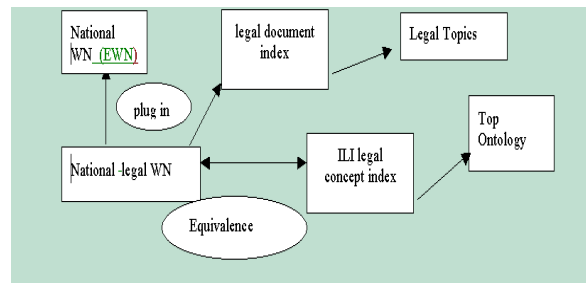 National
WN (EWN)
legal document
index
Legal Topics
plug in
Top
Ontology
National -legal WN
ILI legal
concept index
Equivalence